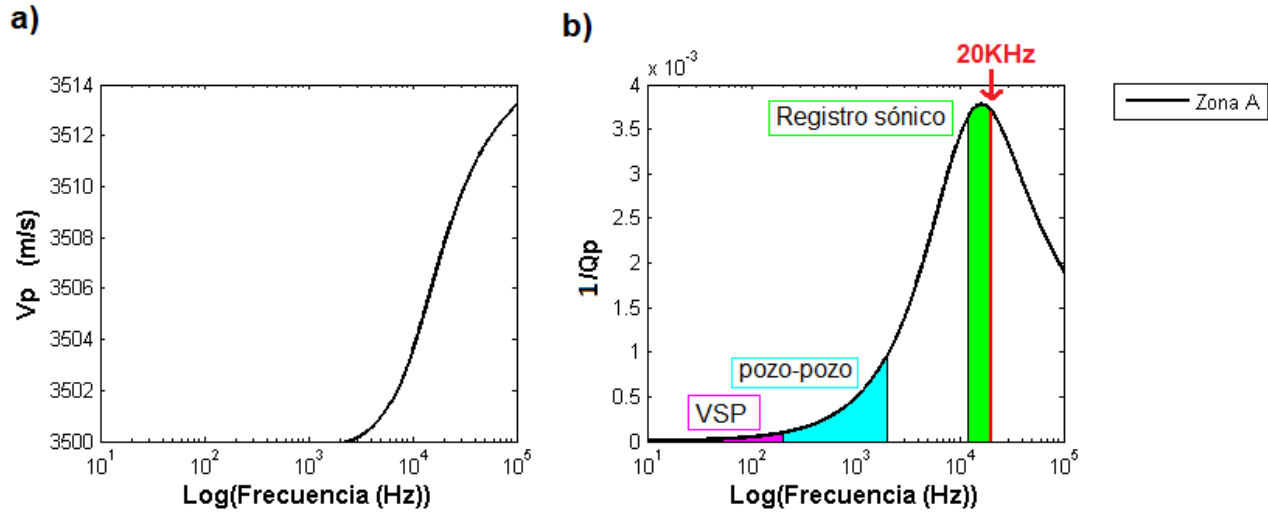 a)
3514
3512
3510
3508
3506
3504
3502
3500
Vp (m/s)
10^1
10^2
10^3
10^4
10^5
Log(Frecuencia (Hz))
b)
x 10^-3
20KHz
4
3.5
3
2.5
2
1.5
1
0.5
0
1/Qp
Registro sónico
pozo-pozo
VSP
10^1
10^2
10^3
10^4
10^5
Log(Frecuencia (Hz))
Zona A